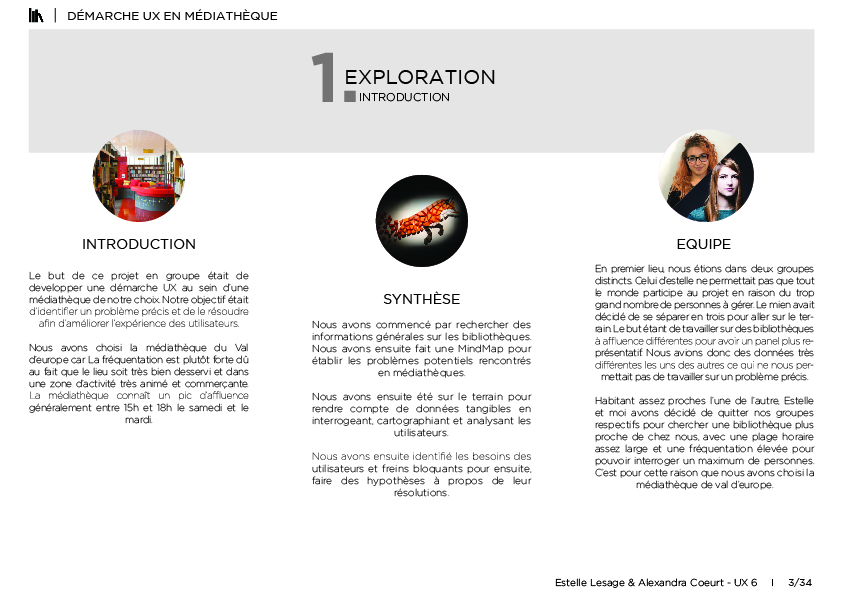 DÉMARCHE UX EN MÉDIATHÈQUE
1.
EXPLORATION
INTRODUCTION
INTRODUCTION
Le but de ce projet en groupe était de
developper une démarche UX au sein d'une
médiathèque de notre choix. Notre objectif était
d'identifier un problème précis et de le résoudre
afin d'améliorer l'expérience des utilisateurs.
Nous avons choisi la médiathèque du Val
d'europe car La fréquentation est plutôt forte dû
au fait que le lieu soit très bien desservi et dans
une zone d'activité très animé et commerçante.
La médiathèque connaît un pic d'affluence
généralement entre 15h et 18h le samedi et le
mardi.
SYNTHÈSE
Nous avons commencé par rechercher des
informations générales sur les bibliothèques.
Nous avons ensuite fait une MindMap pour
établir les problèmes potentiels rencontrés
en médiathèques.
Nous avons ensuite été sur le terrain pour
rendre compte de données tangibles en
interrogeant, cartographiant et analysant les
utilisateurs.
Nous avons ensuite identifié les besoins des
utilisateurs et freins bloquants pour ensuite,
faire des hypothèses à propos de leur
résolutions.
EQUIPE
En premier lieu, nous étions dans deux groupes
distincts. Celui d'estelle ne permettait pas que tout
le monde participe au projet en raison du trop
grand nombre de personnes à gérer. Le mien avait
décidé de se séparer en trois pour aller sur le ter-
rain. Le but étant de travailler sur des bibliothèques
à affluence différentes pour avoir un panel plus re-
présentatif. Nous avions donc des données très
différentes les uns des autres ce qui ne nous per-
mettait pas de travailler sur un problème précis.
Habitant assez proches l'une de l'autre, Estelle
et moi avons décidé de quitter nos groupes
respectifs pour chercher une bibliothèque plus
proche de chez nous, avec une plage horaire
assez large et une fréquentation élevée pour
pouvoir interroger un maximum de personnes.
C'est pour cette raison que nous avons choisi la
médiathèque de val d'europe.
Estelle Lesage & Alexandra Coeurt - UX 6 | 3/34